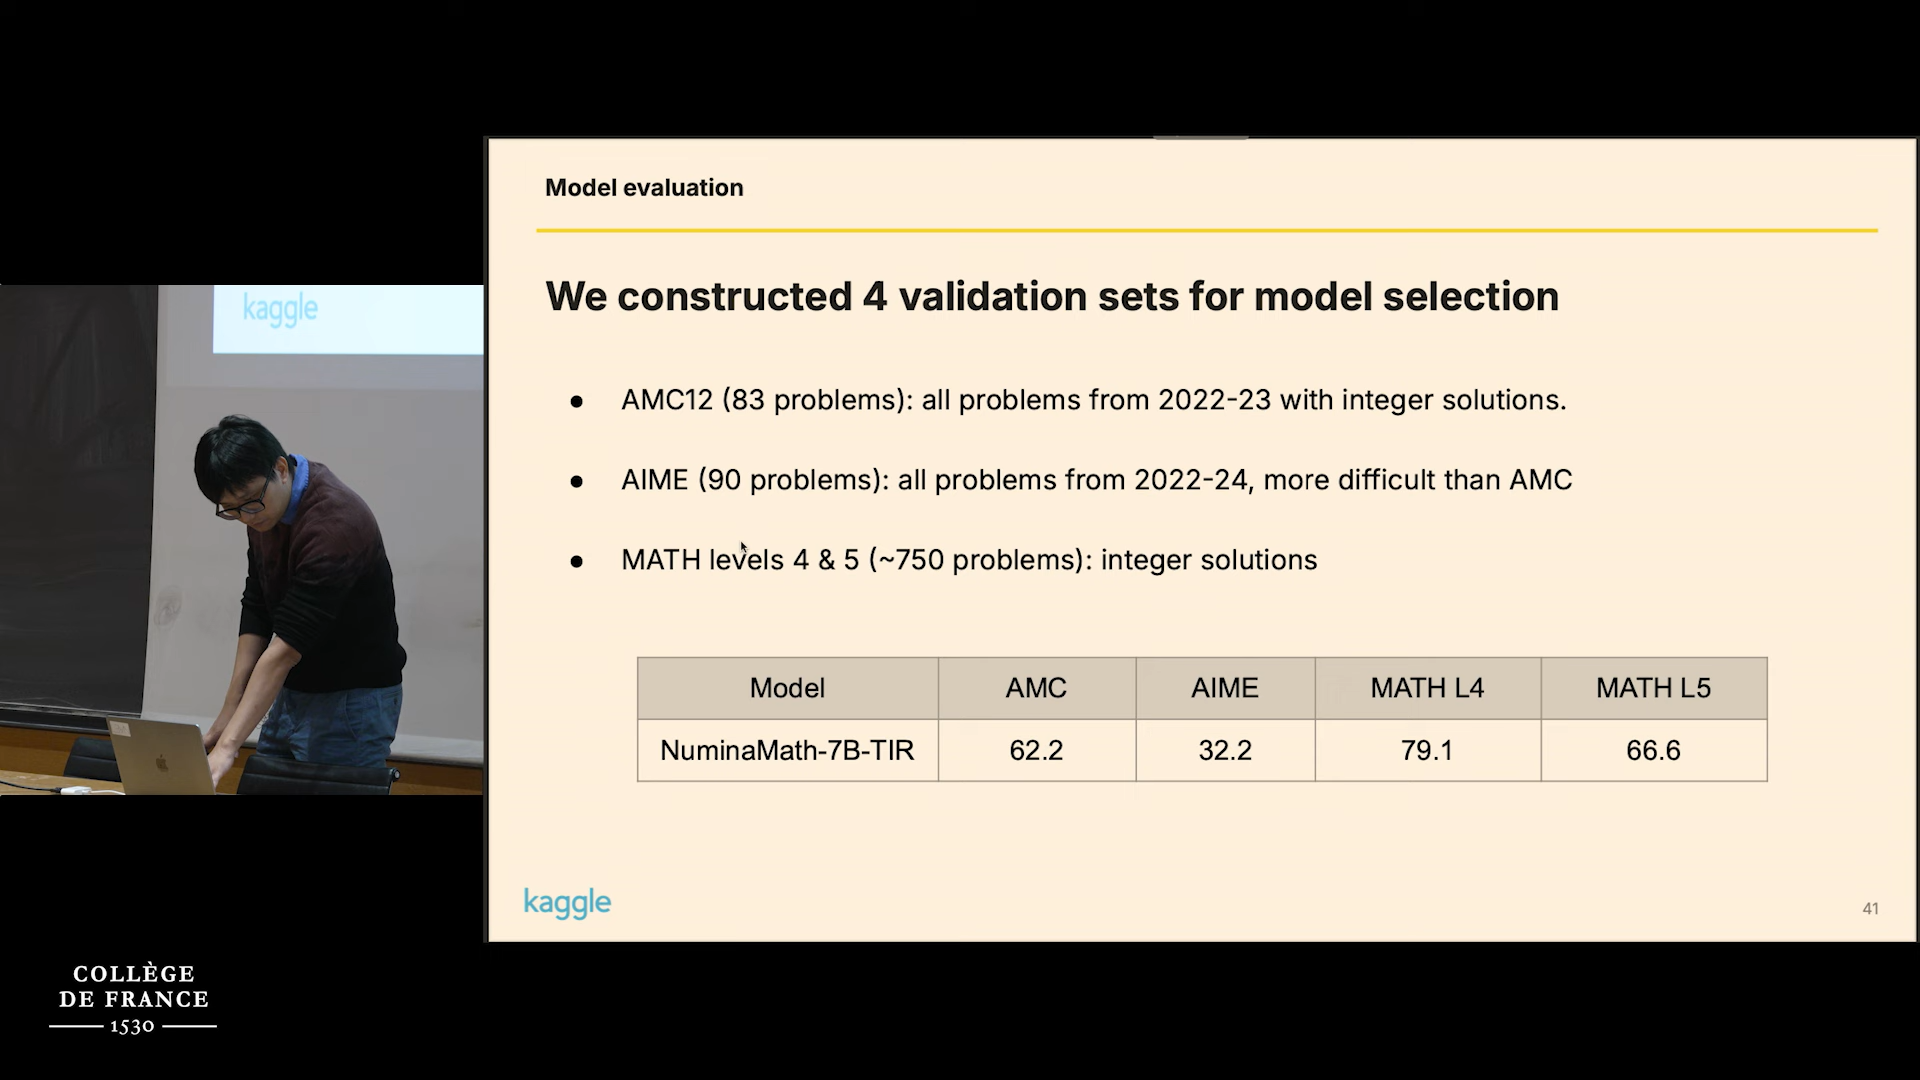 kaggle
Model evaluation
We constructed 4 validation sets for model selection
● AMC12 (83 problems): all problems from 2022-23 with integer solutions.
● AIME (90 problems): all problems from 2022-24, more difficult than AMC
● MATH levels 4 & 5 (~750 problems): integer solutions
Model AMC AIME MATH L4 MATH L5
NuminaMath-7B-TIR 62.2 32.2 79.1 66.6
kaggle
41
COLLÈGE
DE FRANCE
1530